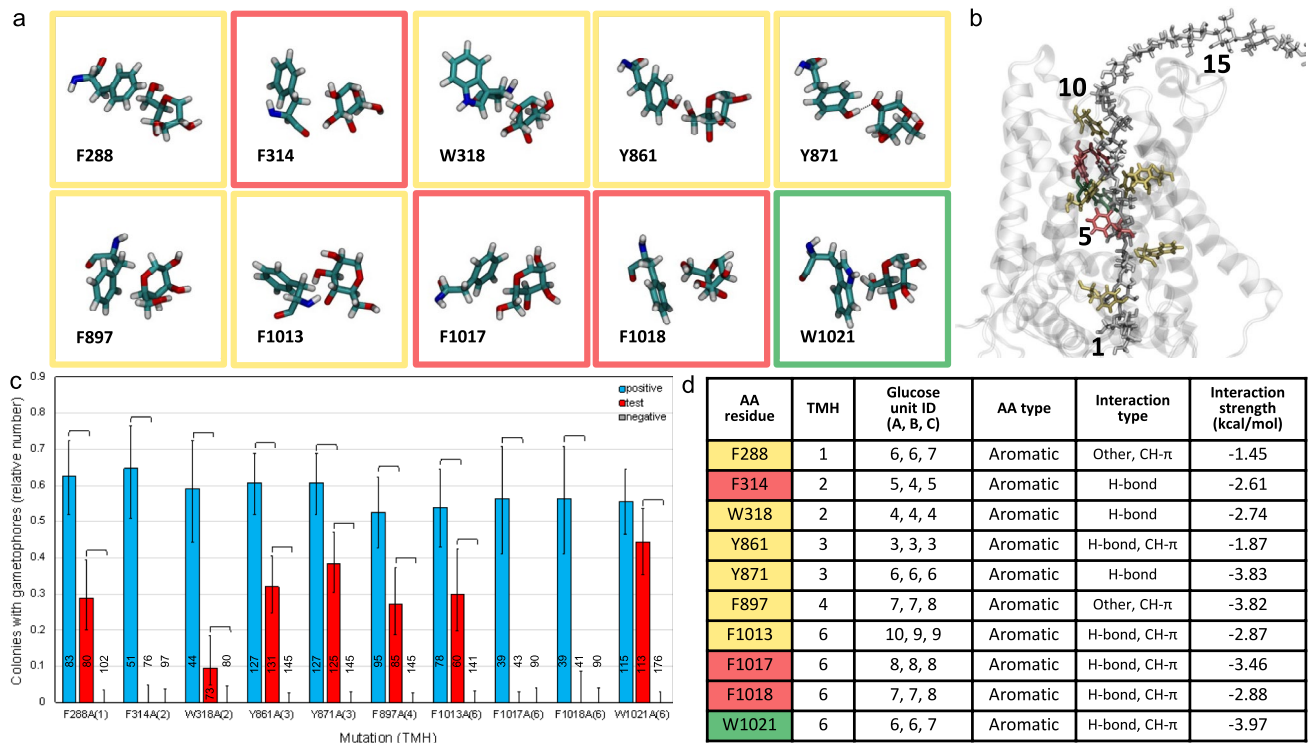 a
F288
F314
W318
Y861
Y871
F897
F1013
F1017
F1018
W1021
b
15
10
5
1
c
Colonies with gametophores (relative number)
0.9
0.8
0.7
0.6
0.5
0.4
0.3
0.2
0.1
0
positive
test
negative
83 80 102
51 76 97
44 73 80
127 131 145
127 125 145
95 85 145
78 60 141
39 43 90
39 41 90
115 113 176
F288A(1) F314A(2) W318A(2) Y861A(3) Y871A(3) F897A(4) F1013A(6) F1017A(6) F1018A(6) W1021A(6)
Mutation (TMH)
d
AA residue TMH Glucose unit ID (A, B, C) AA type Interaction type Interaction strength (kcal/mol)
F288 1 6, 6, 7 Aromatic Other, CH-π -1.45
F314 2 5, 4, 5 Aromatic H-bond -2.61
W318 2 4, 4, 4 Aromatic H-bond -2.74
Y861 3 3, 3, 3 Aromatic H-bond, CH-π -1.87
Y871 3 6, 6, 6 Aromatic H-bond -3.83
F897 4 7, 7, 8 Aromatic Other, CH-π -3.82
F1013 6 10, 9, 9 Aromatic H-bond, CH-π -2.87
F1017 6 8, 8, 8 Aromatic H-bond, CH-π -3.46
F1018 6 7, 7, 8 Aromatic H-bond, CH-π -2.88
W1021 6 6, 6, 7 Aromatic H-bond, CH-π -3.97